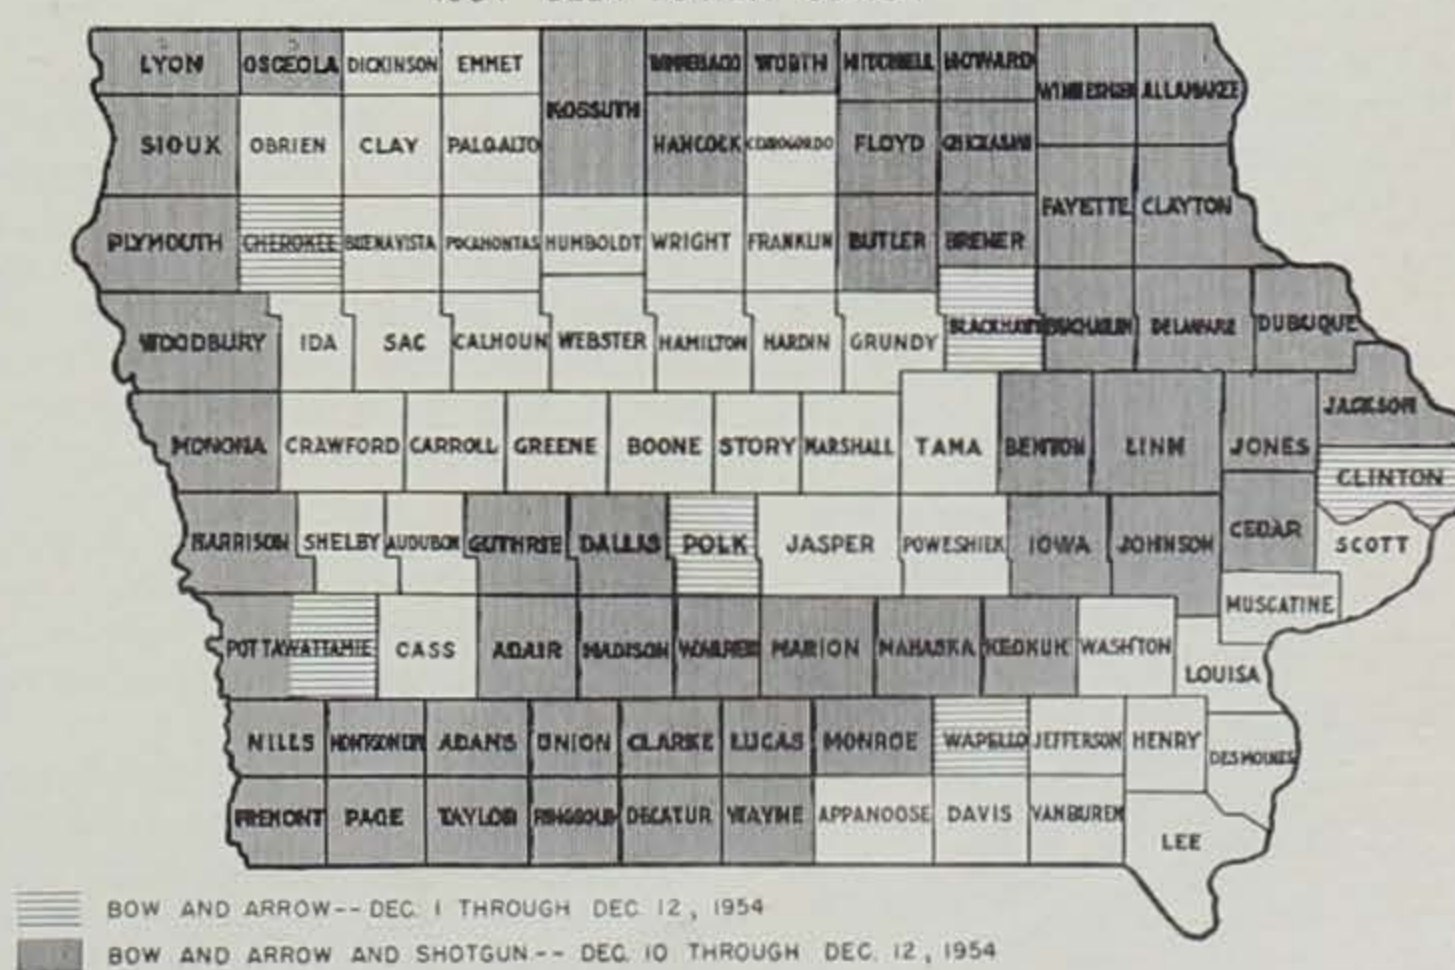 LYON OSCEOLA DICKINSON EMMET KOSSUTH WINNEBAGO WORTH MITCHELL HOWARD WINNESHIEK ALLAMAKEE
SIOUX OBRIEN CLAY PALO ALTO HANCOCK CERROGORDO FLOYD CHICKASAW
FAYETTE CLAYTON
PLYMOUTH CHEROKEE BUENAVISTA POCAHONTAS HUMBOLDT WRIGHT FRANKLIN BUTLER BREMER
WOODBURY IDA SAC CALHOUN WEBSTER HAMILTON HARDIN GRUNDY BLACKHAWK BUCHANAN DELAWARE DUBUQUE
JACKSON
MONONA CRAWFORD CARROLL GREENE BOONE STORY MARSHALL TAMA BENTON LINN JONES
CLINTON
HARRISON SHELBY AUDUBON GUTHRIE DALLAS POLK JASPER POWESHIEK IOWA JOHNSON CEDAR SCOTT
MUSCATINE
POTTAWATTAMIE CASS ADAIR MADISON WARREN MARION MAHASKA KEOKUK WASH'TON
LOUISA
MILLS MONTGOMERY ADAMS UNION CLARKE LUCAS MONROE WAPELLO JEFFERSON HENRY DESMOINES
FREMONT PAGE TAYLOR RINGGOLD DECATUR WAYNE APPANOOSE DAVIS VANBUREN
LEE
BOW AND ARROW-- DEC. 1 THROUGH DEC. 12, 1954
BOW AND ARROW AND SHOTGUN-- DEC. 10 THROUGH DEC. 12, 1954